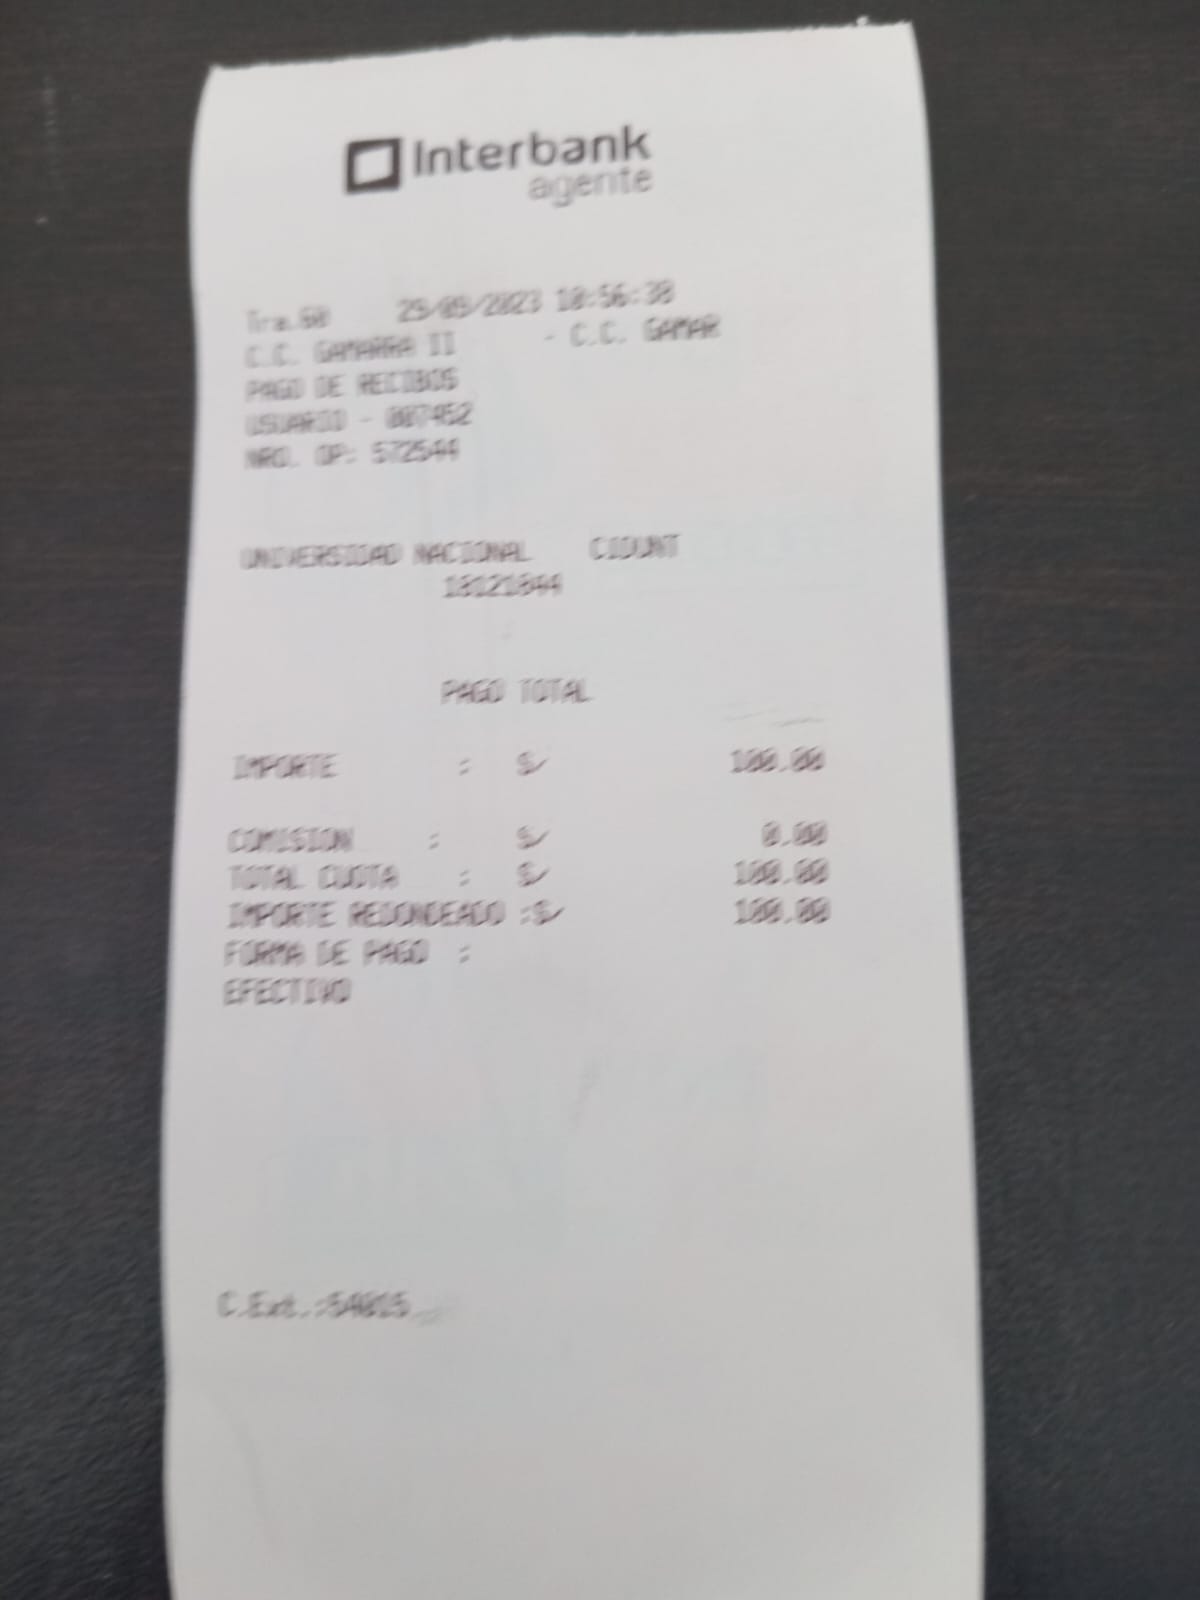 Interbank
agente
Tra.60 29/09/2023 10:56:38
C.C. GAMARRA II - C.C. GAMAR
PAGO DE RECIBOS
USUARIO - 007452
NRO. OP: 572544
UNIVERSIDAD NACIONAL CIDUNT
18121844
PAGO TOTAL
IMPORTE : S/ 100.00
COMISION : S/ 0.00
TOTAL CUOTA : S/ 100.00
IMPORTE REDONDEADO :S/ 100.00
FORMA DE PAGO :
EFECTIVO
C.Ext.:54015